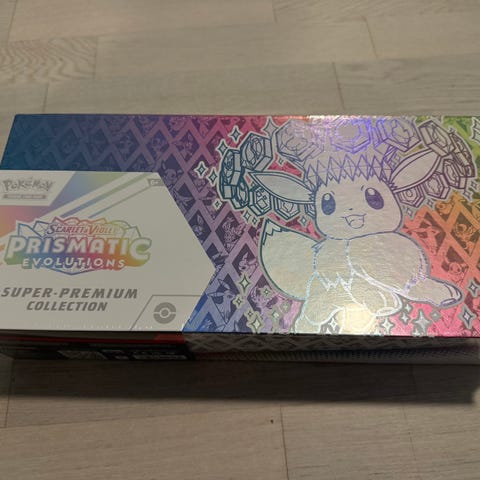 Pokémon
SCARLET & VIOLET
PRISMATIC
EVOLUTIONS
SUPER-PREMIUM
COLLECTION